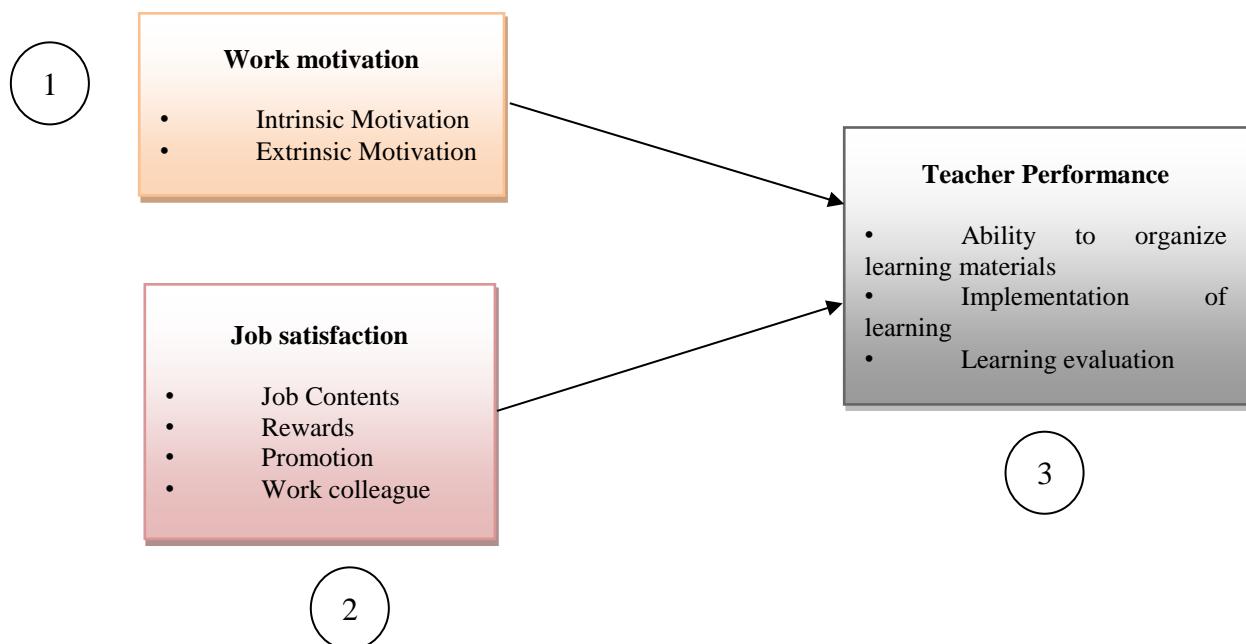 1
Work motivation
• Intrinsic Motivation
• Extrinsic Motivation
Job satisfaction
• Job Contents
• Rewards
• Promotion
• Work colleague
2
Teacher Performance
• Ability to organize
learning materials
• Implementation of
learning
• Learning evaluation
3